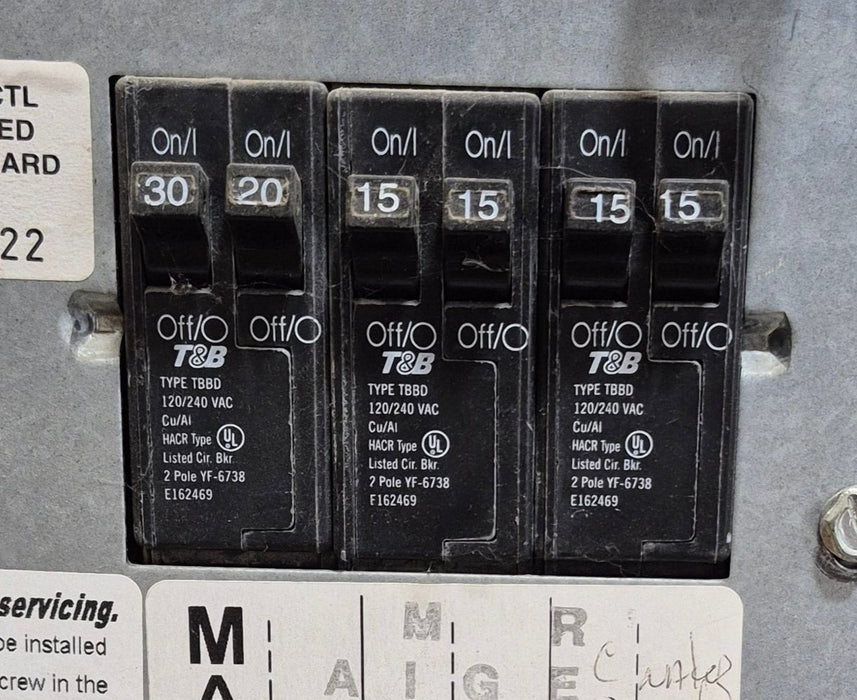 CTL
ED
ARD
22
On/I On/I On/I On/I On/I On/I
30 20 15 15 15 15
Off/O Off/O Off/O Off/O Off/O Off/O
T&B
TYPE TBBD
120/240 VAC
Cu/Al
HACR Type UL
Listed Cir. Bkr.
2 Pole YF-6738
E162469
T&B
TYPE TBBD
120/240 VAC
Cu/Al
HACR Type UL
Listed Cir. Bkr.
2 Pole YF-6738
E162469
T&B
TYPE TBBD
120/240 VAC
Cu/Al
HACR Type UL
Listed Cir. Bkr.
2 Pole YF-6738
E162469
servicing.
be installed
crew in the
M M R
A A I G E